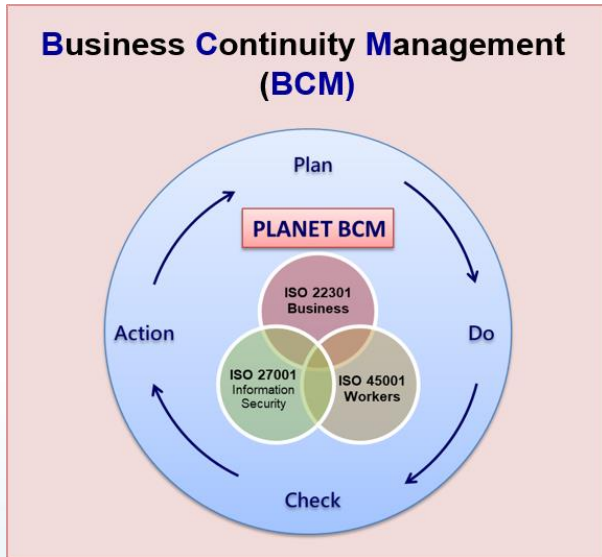 Business Continuity Management
(BCM)
Plan
PLANET BCM
ISO 22301
Business
Action
Do
ISO 27001
Information
Security
ISO 45001
Workers
Check